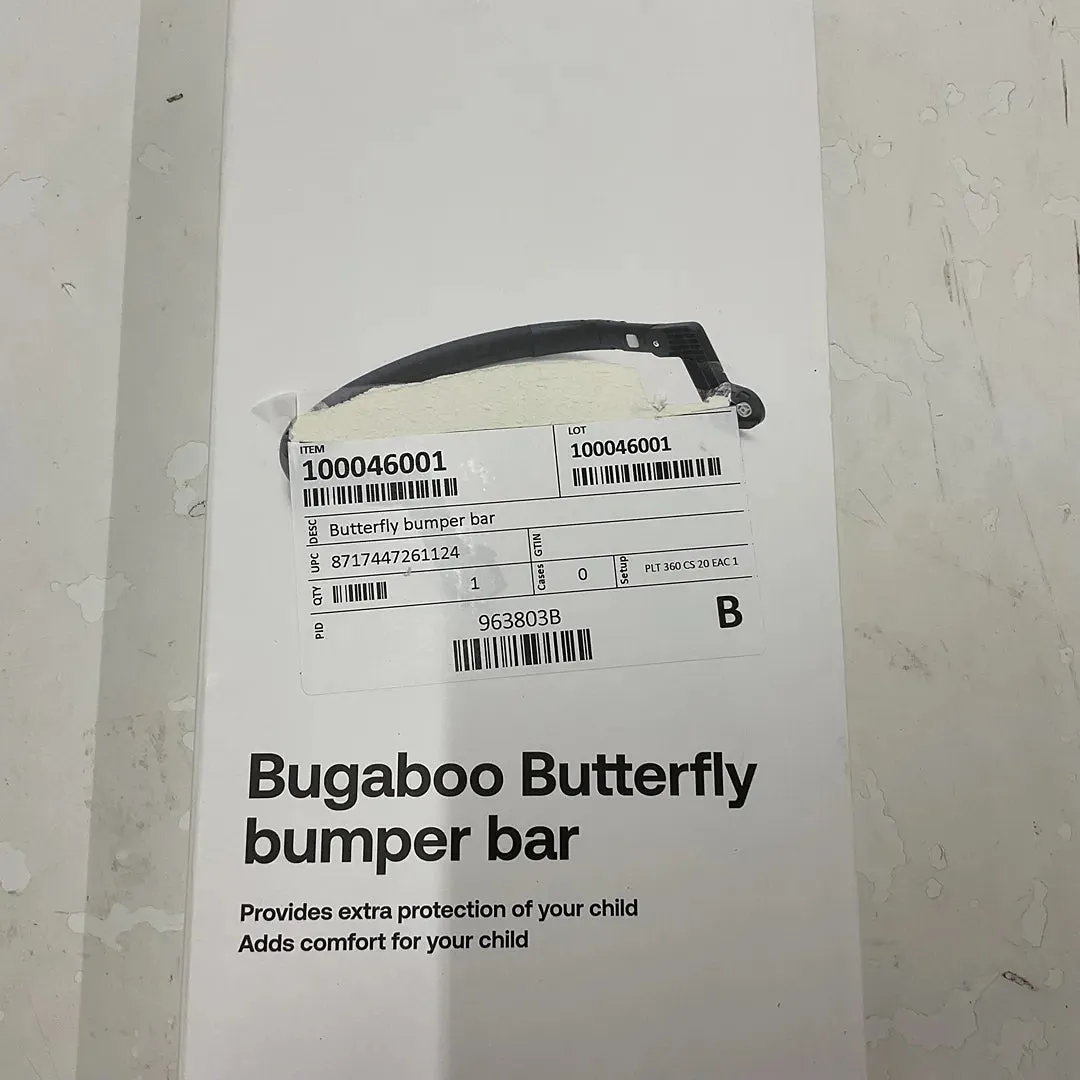 ITEM
100046001
LOT
100046001
DESC Butterfly bumper bar
UPC 8717447261124
GTIN
QTY 1
Cases 0
Setup PLT 360 CS 20 EAC 1
PID 963803B
B
Bugaboo Butterfly
bumper bar
Provides extra protection of your child
Adds comfort for your child